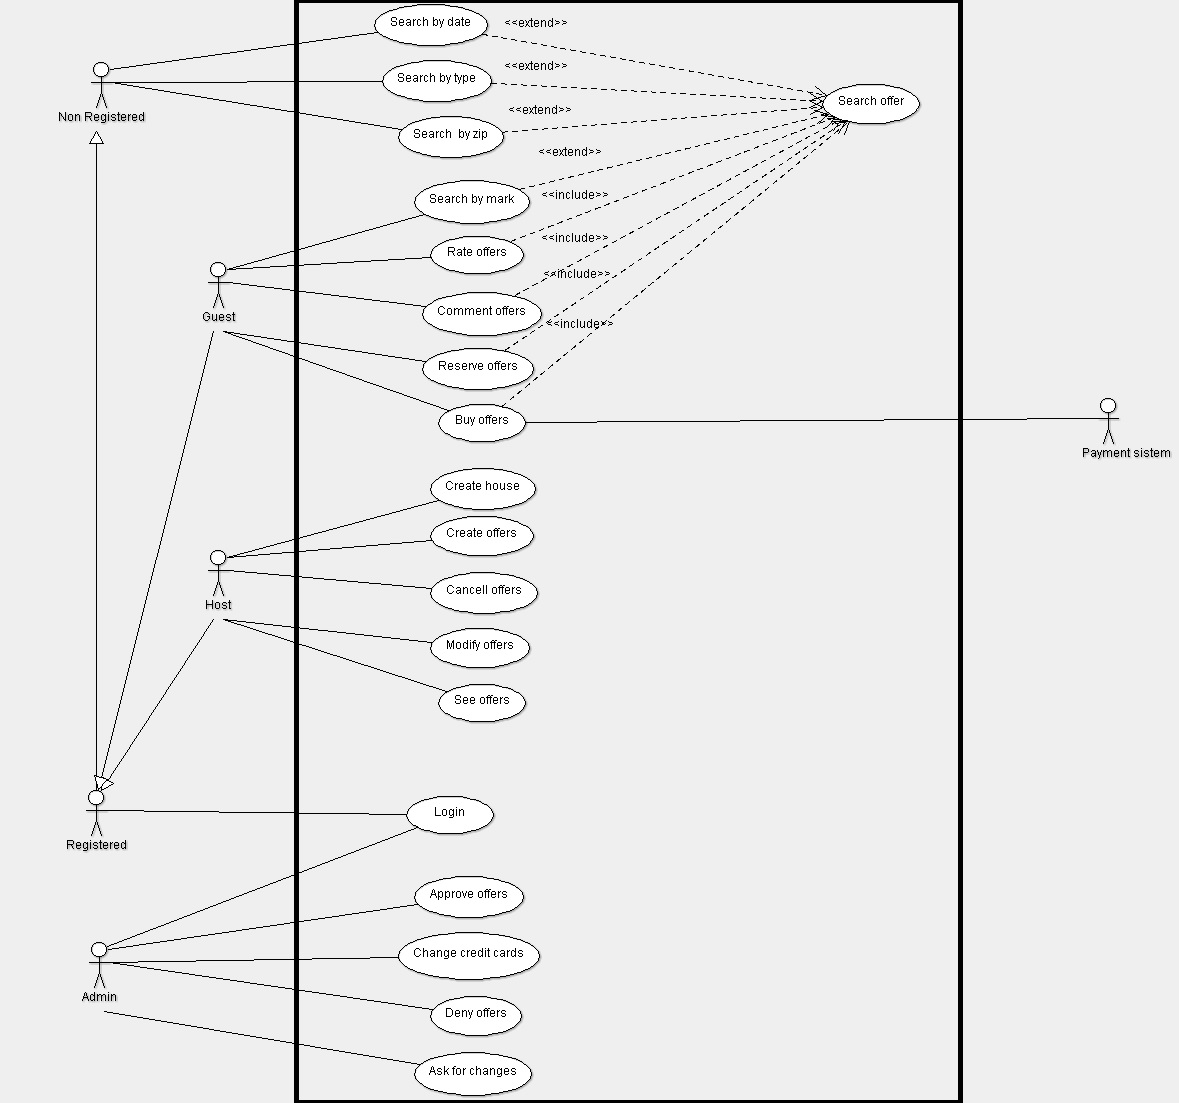 Search by date
<<extend>>
Search by type
<<extend>>
Search offer
Non Registered
<<extend>>
Search  by zip
<<extend>>
Search by mark
<<include>>
Rate offers
<<include>>
<<include>>
Guest
Comment offers
<<include>>
Reserve offers
Buy offers
Payment sistem
Create house
Create offers
Cancell offers
Host
Modify offers
See offers
Login
Registered
Approve offers
Change credit cards
Admin
Deny offers
Ask for changes